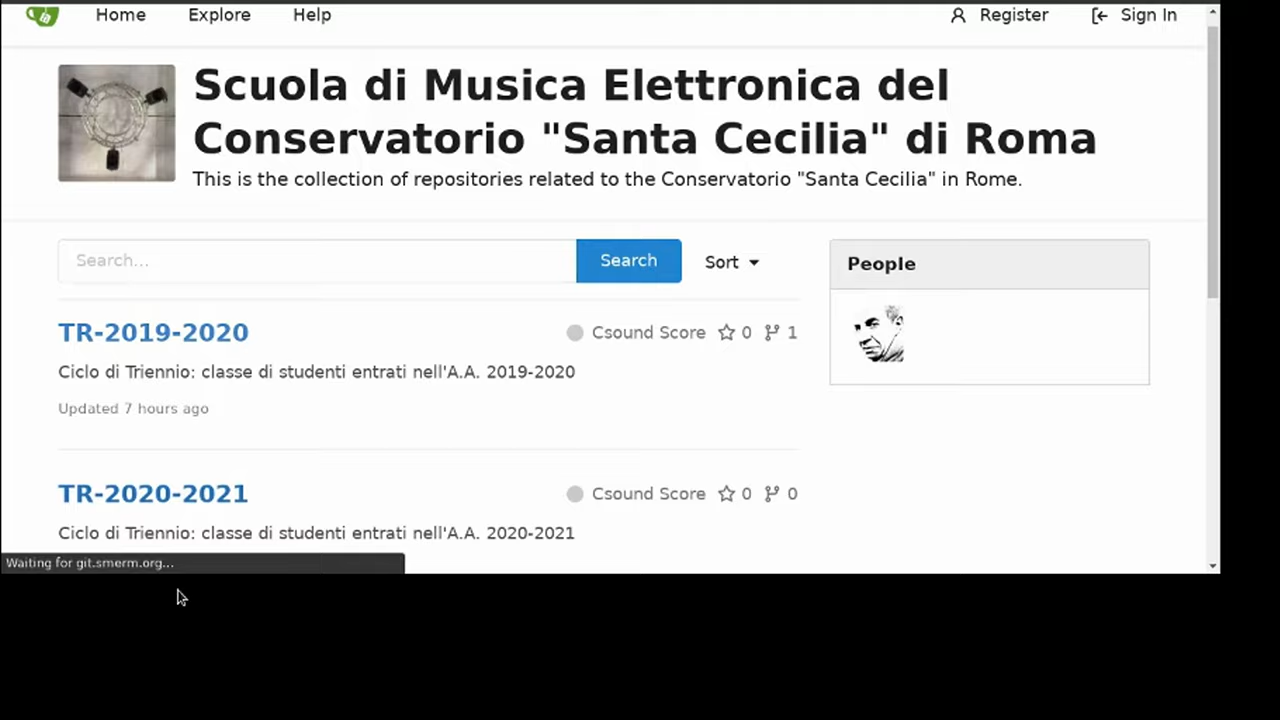 Home Explore Help Register Sign In
Scuola di Musica Elettronica del
Conservatorio "Santa Cecilia" di Roma
This is the collection of repositories related to the Conservatorio "Santa Cecilia" in Rome.
Search... Search Sort
People
TR-2019-2020 Csound Score 0 1
Ciclo di Triennio: classe di studenti entrati nell'A.A. 2019-2020
Updated 7 hours ago
TR-2020-2021 Csound Score 0 0
Ciclo di Triennio: classe di studenti entrati nell'A.A. 2020-2021
Waiting for git.smerm.org...